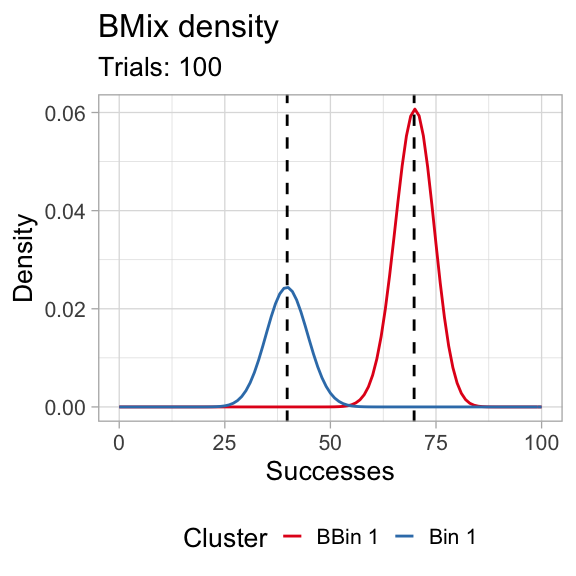 BMix density
Trials: 100
0.06
0.04
0.02
0.00
Density
0 25 50 75 100
Successes
Cluster BBin 1 Bin 1